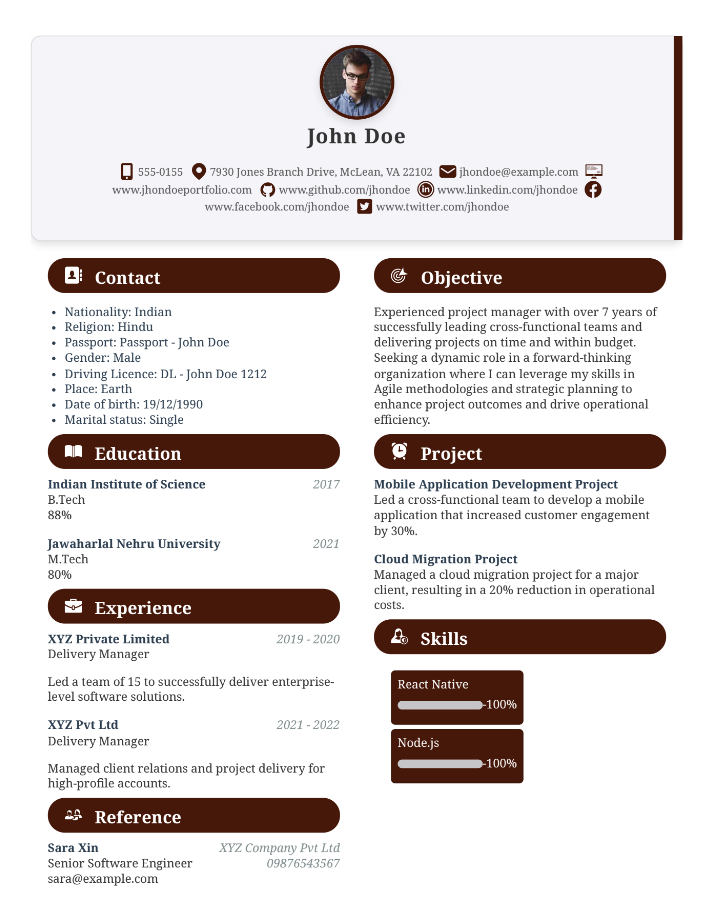 John Doe
555-0155 7930 Jones Branch Drive, McLean, VA 22102 jhondoe@example.com
www.jhondoeportfolio.com www.github.com/jhondoe www.linkedin.com/jhondoe
www.facebook.com/jhondoe www.twitter.com/jhondoe
Contact
• Nationality: Indian
• Religion: Hindu
• Passport: Passport - John Doe
• Gender: Male
• Driving Licence: DL - John Doe 1212
• Place: Earth
• Date of birth: 19/12/1990
• Marital status: Single
Education
Indian Institute of Science 2017
B.Tech
88%
Jawaharlal Nehru University 2021
M.Tech
80%
Experience
XYZ Private Limited 2019 - 2020
Delivery Manager
Led a team of 15 to successfully deliver enterprise-
level software solutions.
XYZ Pvt Ltd 2021 - 2022
Delivery Manager
Managed client relations and project delivery for
high-profile accounts.
Reference
Sara Xin XYZ Company Pvt Ltd
Senior Software Engineer 09876543567
sara@example.com
Objective
Experienced project manager with over 7 years of
successfully leading cross-functional teams and
delivering projects on time and within budget.
Seeking a dynamic role in a forward-thinking
organization where I can leverage my skills in
Agile methodologies and strategic planning to
enhance project outcomes and drive operational
efficiency.
Project
Mobile Application Development Project
Led a cross-functional team to develop a mobile
application that increased customer engagement
by 30%.
Cloud Migration Project
Managed a cloud migration project for a major
client, resulting in a 20% reduction in operational
costs.
Skills
React Native
-100%
Node.js
-100%